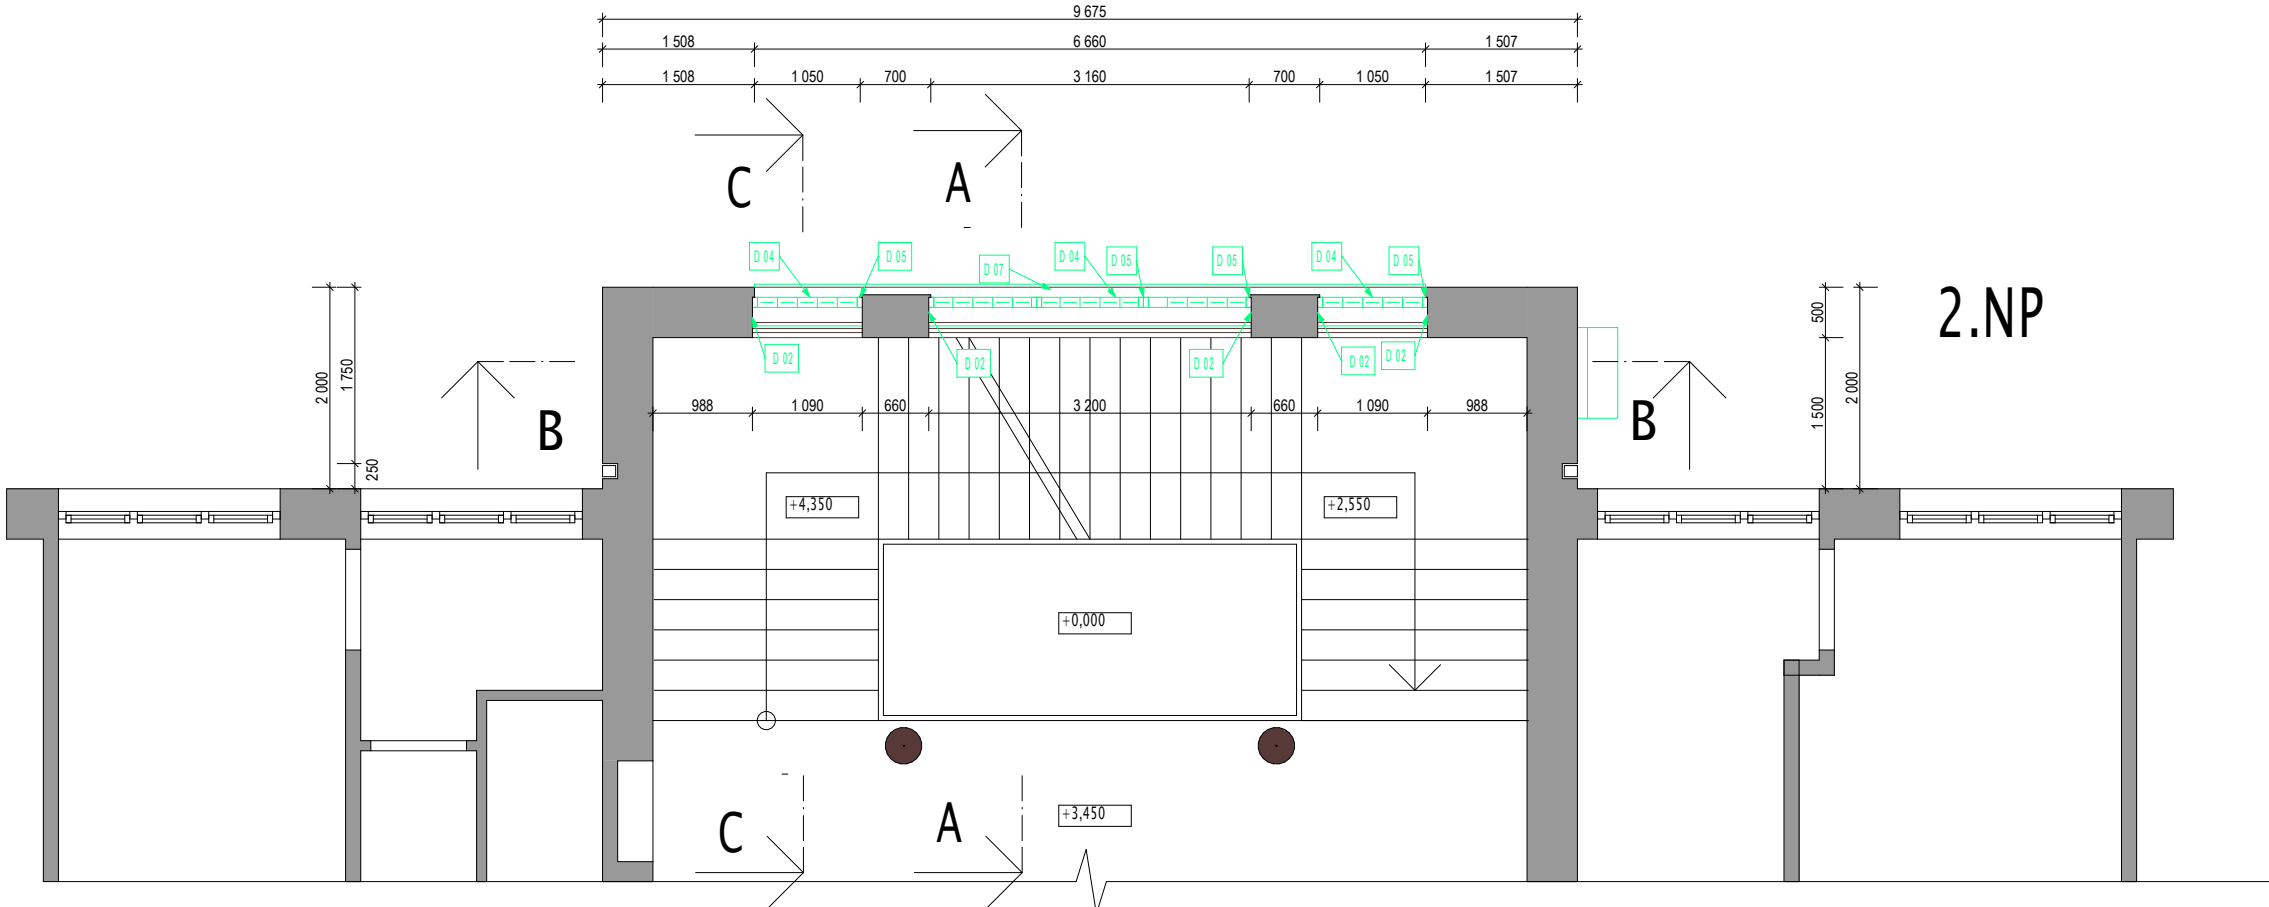 9 675
1 508 6 660 1 507
1 508 1 050 700 3 160 700 1 050 1 507
C A
D 04 D 05 D 07 D 04 D 05 D 05 D 04 D 05
2.NP
500
2 000 1 750 1 500 2 000
D 02 D 02 D 02 D 02 D 02
988 1 090 660 3 200 660 1 090 988
B B
250
+4,350 +2,550
+0,000
+3,450
C A